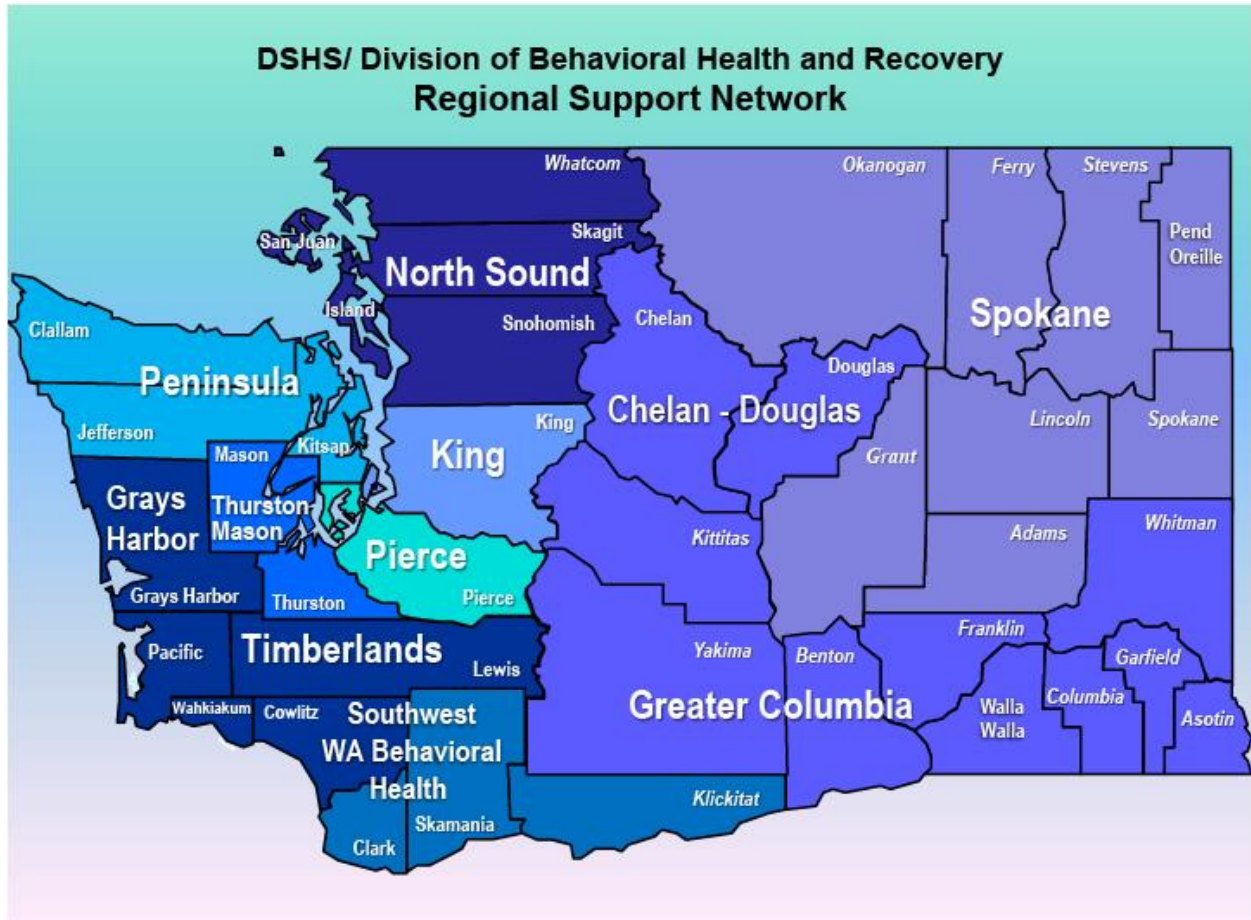 DSHS/ Division of Behavioral Health and Recovery
Regional Support Network
Whatcom
Okanogan
Ferry
Stevens
San Juan
Skagit
Pend
Oreille
North Sound
Island
Snohomish
Chelan
Spokane
Clallam
Douglas
Peninsula
Chelan - Douglas
Jefferson
King
Lincoln
Spokane
Mason
Kitsap
King
Grant
Grays
Harbor
Thurston
Mason
Whitman
Kittitas
Adams
Pierce
Grays Harbor
Thurston
Pierce
Franklin
Pacific
Timberlands
Lewis
Yakima
Benton
Garfield
Wahkiakum
Cowlitz
Southwest
WA Behavioral
Health
Greater Columbia
Walla
Walla
Columbia
Asotin
Klickitat
Skamania
Clark